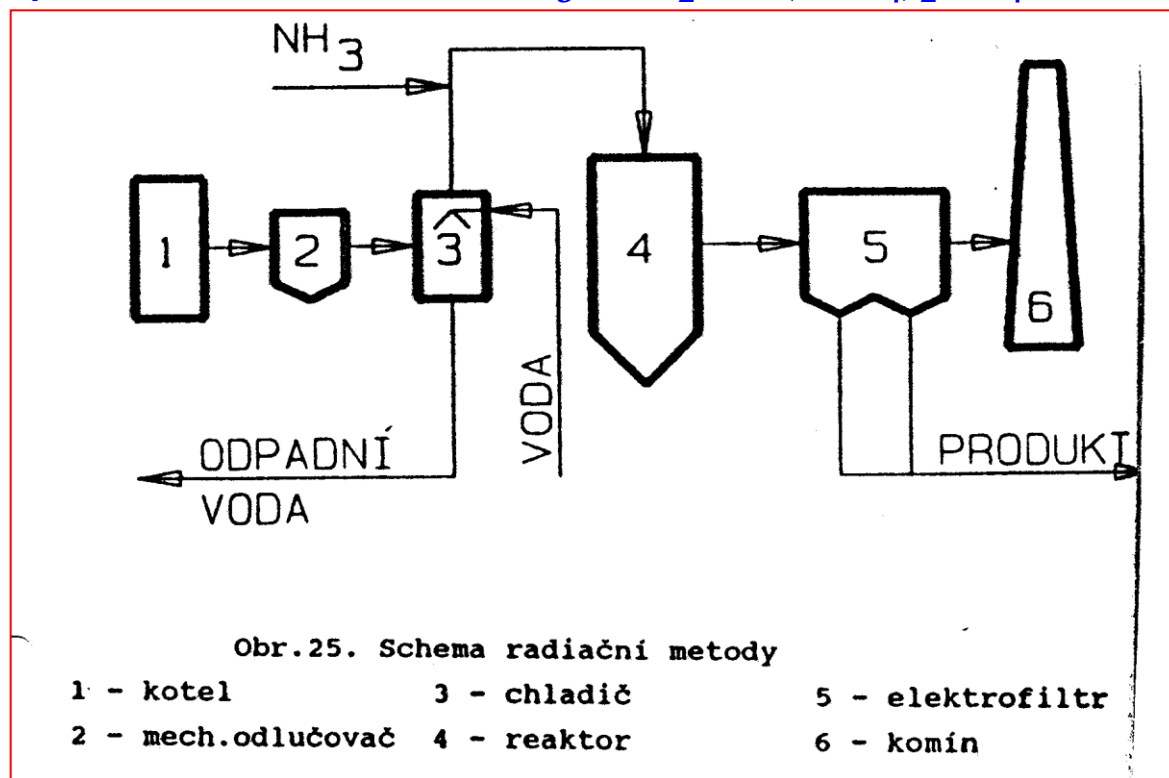 NH3
1
2
3
4
5
6
VODA
ODPADNÍ
VODA
PRODUKT
Obr.25. Schema radiační metody
1 - kotel 3 - chladič 5 - elektrofiltr
2 - mech.odlučovač 4 - reaktor 6 - komín